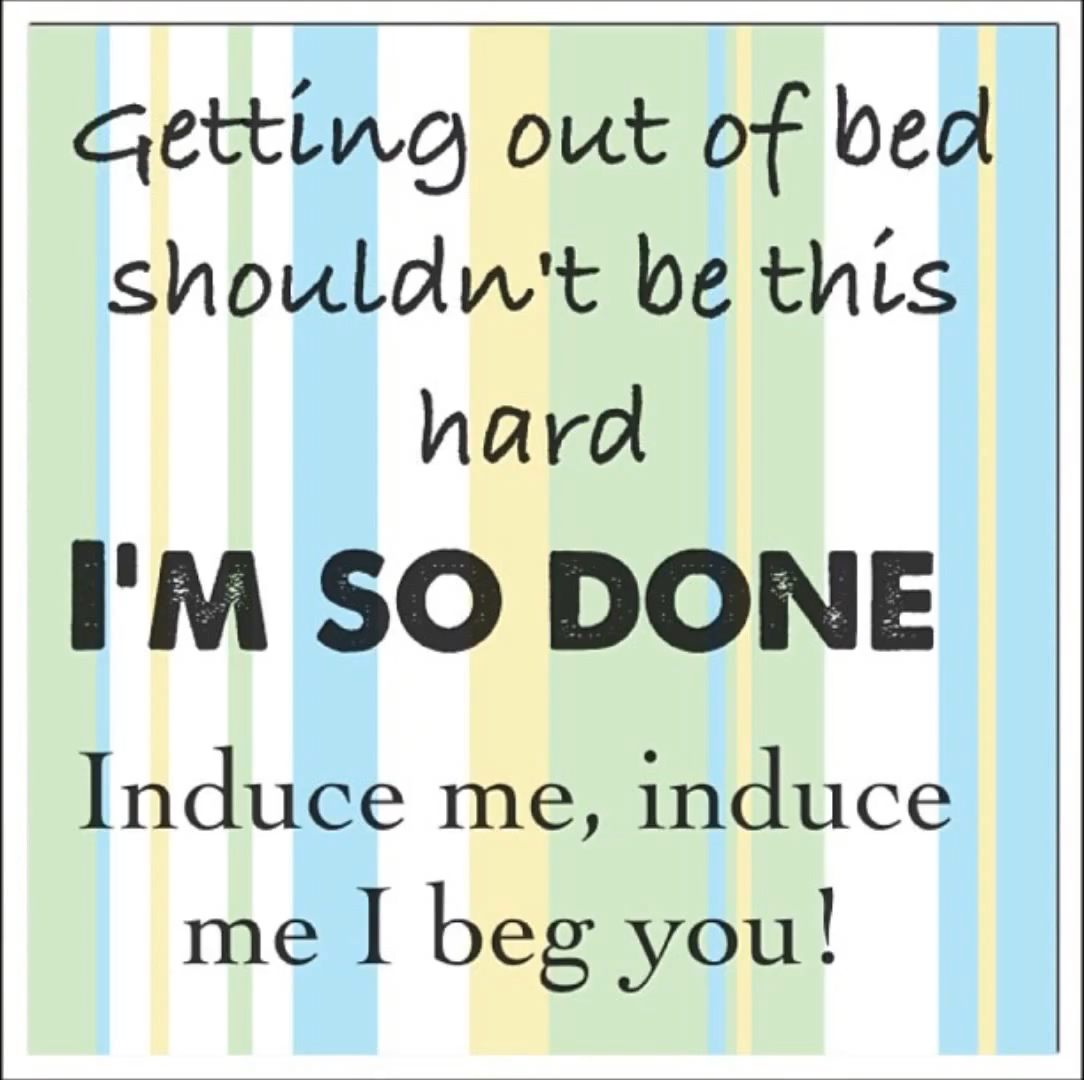 Getting out of bed
shouldn't be this
hard
I'M SO DONE
Induce me, induce
me I beg you!